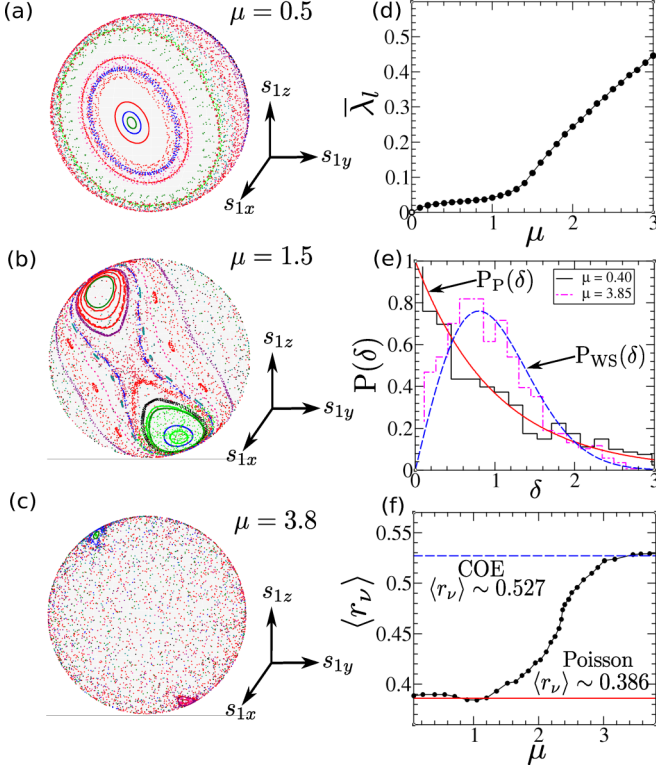 (a)
μ = 0.5
s1z
s1y
s1x
(b)
μ = 1.5
s1z
s1y
s1x
(c)
μ = 3.8
s1z
s1y
s1x
(d)
0.5
0.4
0.3
0.2
0.1
0
λ̄l
0 1 2 3
μ
(e)
1
0.8
0.6
0.4
0.2
0
P(δ)
PP(δ)
μ = 0.40
μ = 3.85
PWS(δ)
0 1 2 3
δ
(f)
0.55
0.5
0.45
0.4
⟨rν⟩
COE
⟨rν⟩ ∼ 0.527
Poisson
⟨rν⟩ ∼ 0.386
1 2 3
μ